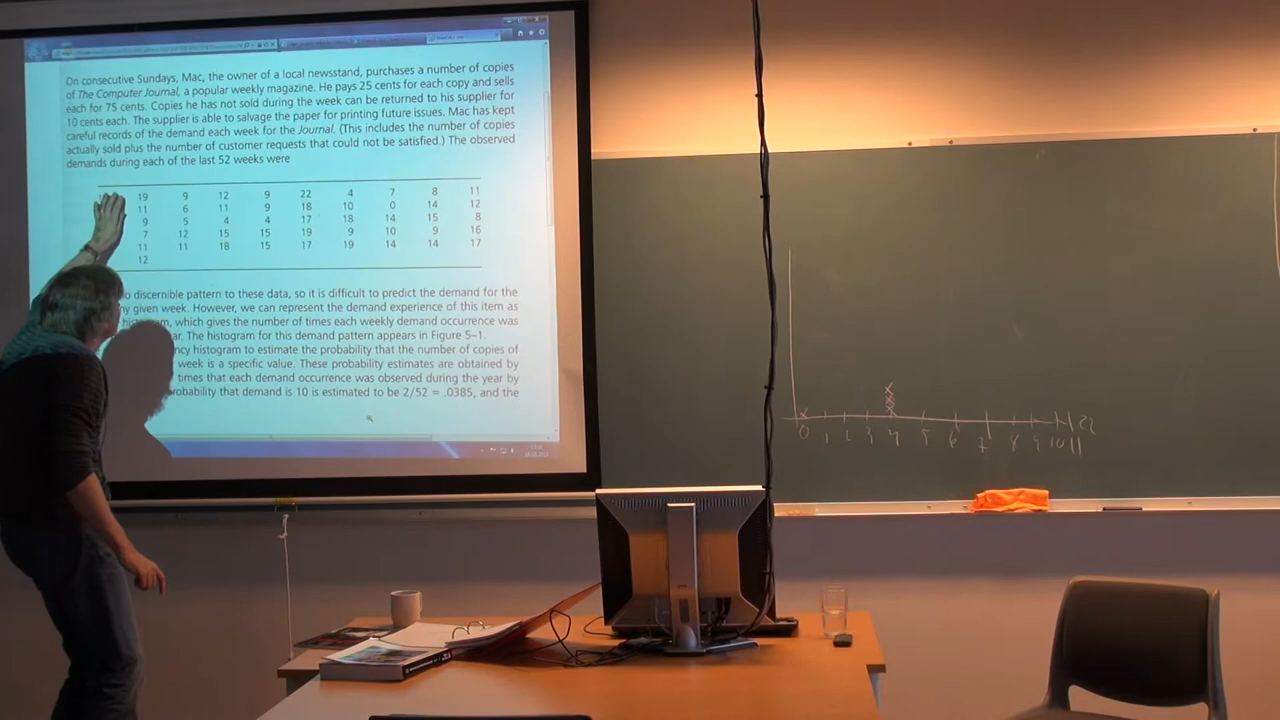 On consecutive Sundays, Mac, the owner of a local newsstand, purchases a number of copies
of The Computer Journal, a popular weekly magazine. He pays 25 cents for each copy and sells
each for 75 cents. Copies he has not sold during the week can be returned to his supplier for
10 cents each. The supplier is able to salvage the paper for printing future issues. Mac has kept
careful records of the demand each week for the Journal. (This includes the number of copies
actually sold plus the number of customer requests that could not be satisfied.) The observed
demands during each of the last 52 weeks were
19 9 12 9 22 4 7 8 11
11 6 11 9 18 10 0 14 12
9 5 4 4 17 18 14 15 8
7 12 15 15 19 9 10 9 16
11 11 18 15 17 19 14 14 17
12
o discernible pattern to these data, so it is difficult to predict the demand for the
ny given week. However, we can represent the demand experience of this item as
which gives the number of times each weekly demand occurrence was
ar. The histogram for this demand pattern appears in Figure 5–1.
ncy histogram to estimate the probability that the number of copies of
week is a specific value. These probability estimates are obtained by
times that each demand occurrence was observed during the year by
robability that demand is 10 is estimated to be 2/52 = .0385, and the
0 1 2 3 4 5 6 7 8 9 10 11 22